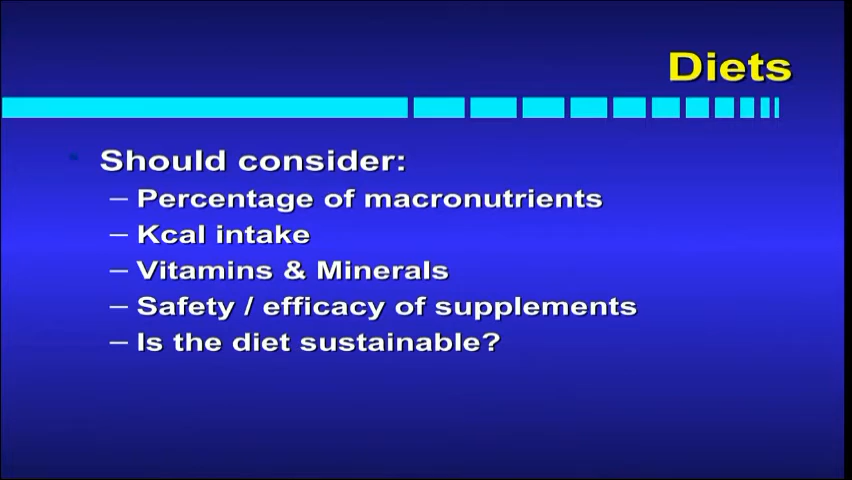 Diets
Should consider:
– Percentage of macronutrients
– Kcal intake
– Vitamins & Minerals
– Safety / efficacy of supplements
– Is the diet sustainable?